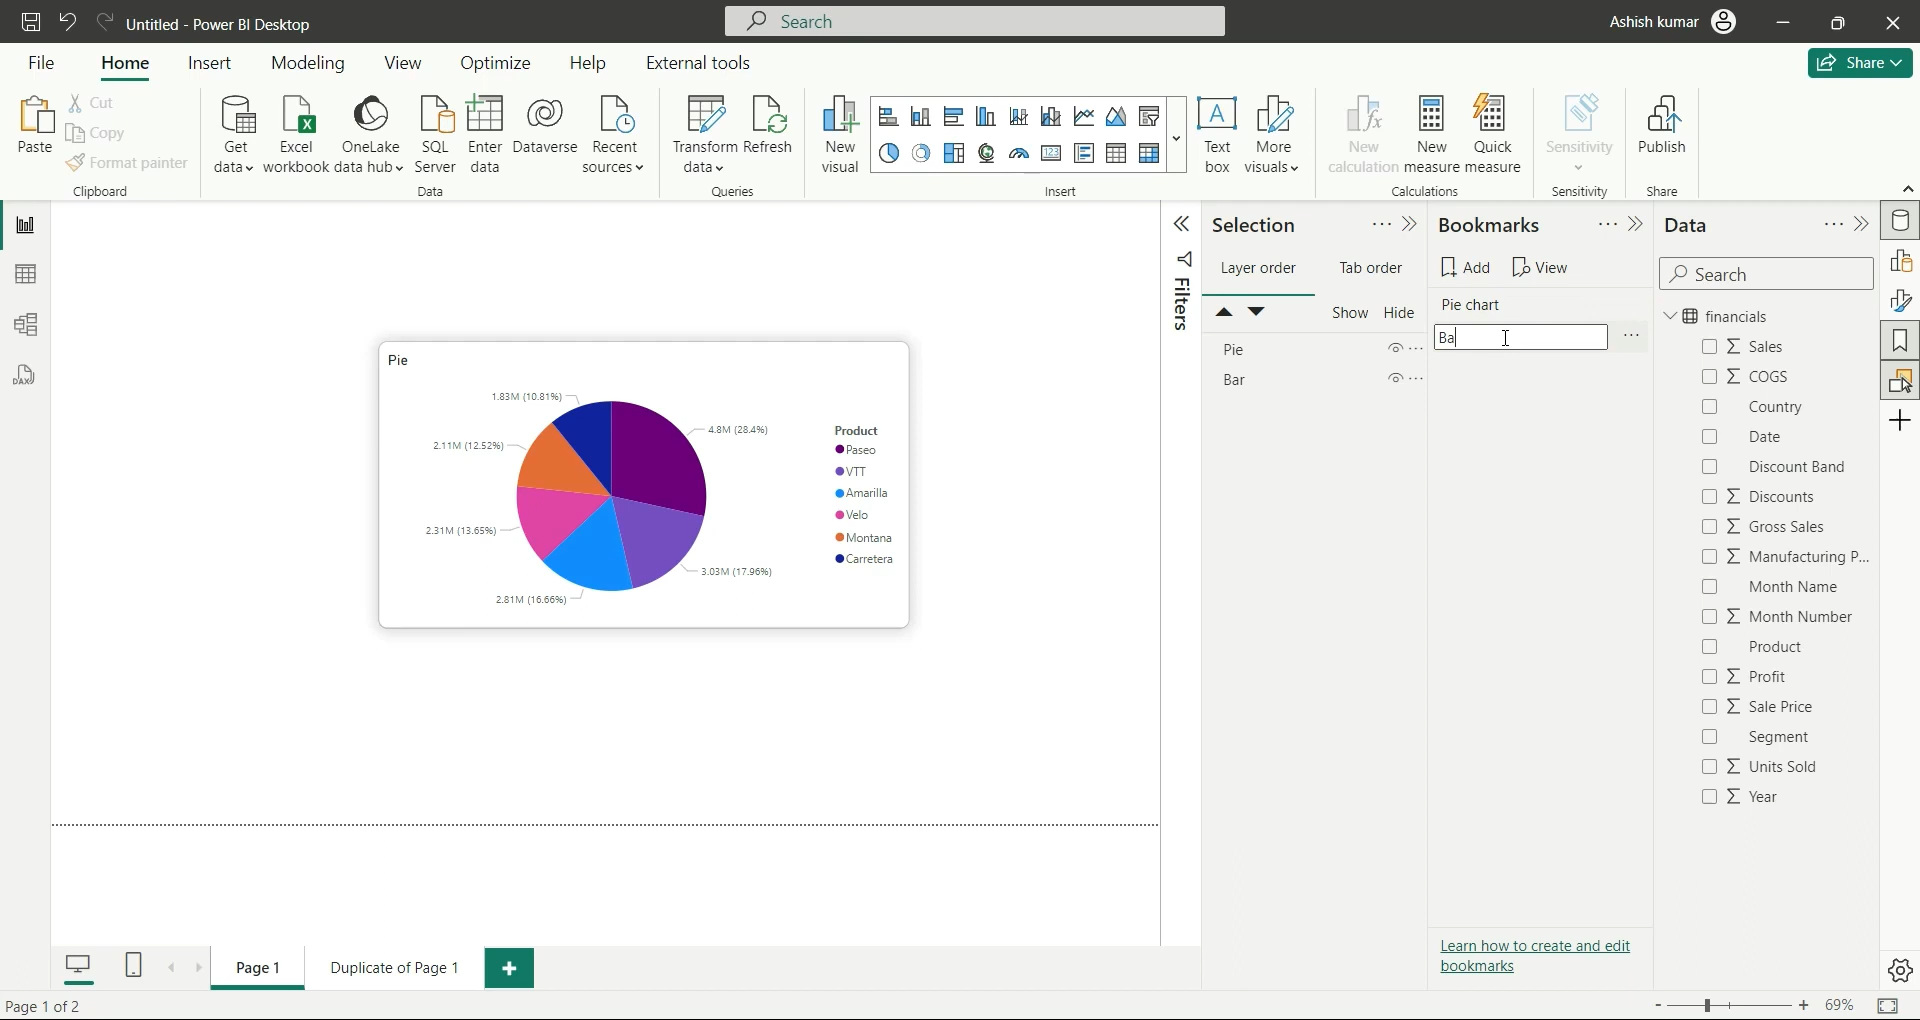 Untitled - Power BI Desktop
Search
Ashish kumar
File Home Insert Modeling View Optimize Help External tools
Share
Paste
Cut
Copy
Format painter
Clipboard
Get data
Excel workbook
OneLake data hub
SQL Server
Enter data
Dataverse
Recent sources
Data
Transform data
Refresh
Queries
New visual
123
Insert
A
Text box
More visuals
New calculation
New measure
Quick measure
Calculations
Sensitivity
Sensitivity
Publish
Share
DAX
Pie
1.83M (10.81%)
4.8M (28.4%)
2.11M (12.52%)
2.31M (13.65%)
3.03M (17.96%)
2.81M (16.66%)
Product
Paseo
VTT
Amarilla
Velo
Montana
Carretera
Filters
Selection
Layer order Tab order
Show Hide
Pie
Bar
Bookmarks
Add View
Pie chart
Ba
Learn how to create and edit
bookmarks
Data
Search
financials
Σ Sales
Σ COGS
Country
Date
Discount Band
Σ Discounts
Σ Gross Sales
Σ Manufacturing P...
Month Name
Σ Month Number
Product
Σ Profit
Σ Sale Price
Segment
Σ Units Sold
Σ Year
Page 1 Duplicate of Page 1 +
Page 1 of 2
- + 69%